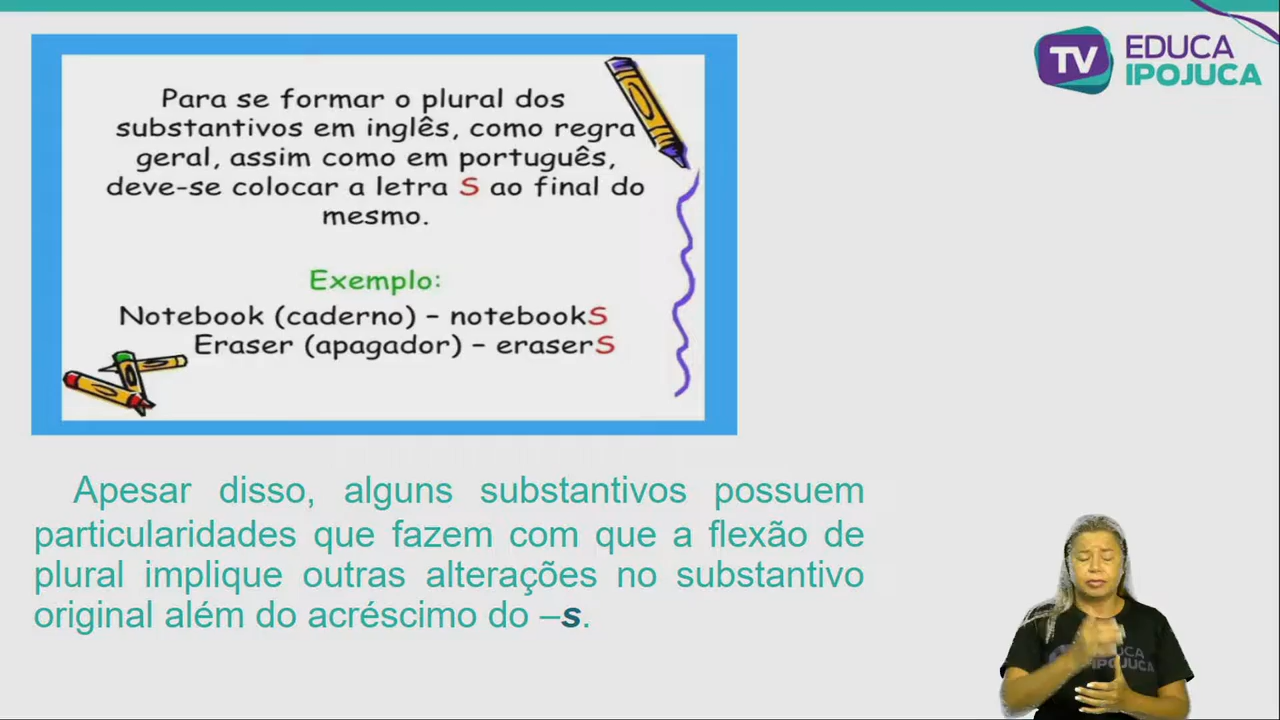 TV EDUCA
IPOJUCA
Para se formar o plural dos
substantivos em inglês, como regra
geral, assim como em português,
deve-se colocar a letra S ao final do
mesmo.
Exemplo:
Notebook (caderno) – notebookS
Eraser (apagador) – eraserS
Apesar disso, alguns substantivos possuem
particularidades que fazem com que a flexão de
plural implique outras alterações no substantivo
original além do acréscimo do –s.
IPOJUCA